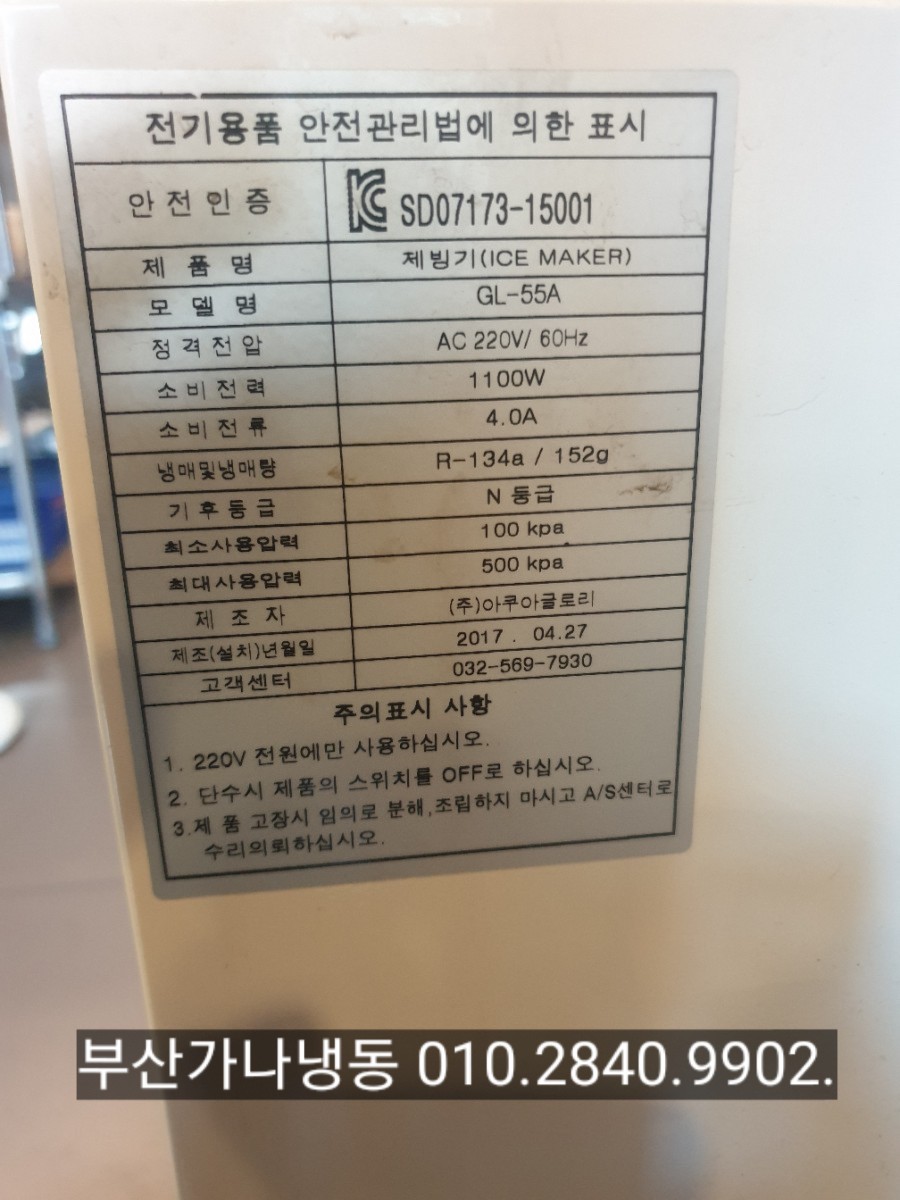 전기용품 안전관리법에 의한 표시
안전인증 KC SD07173-15001
제 품 명 제빙기(ICE MAKER)
모 델 명 GL-55A
정격전압 AC 220V/ 60Hz
소비전력 1100W
소비전류 4.0A
냉매및냉매량 R-134a / 152g
기후등급 N 등급
최소사용압력 100 kpa
최대사용압력 500 kpa
제 조 자 (주)아쿠아글로리
제조(설치)년월일 2017. 04.27
고객센터 032-569-7930
주의표시 사항
1. 220V 전원에만 사용하십시오.
2. 단수시 제품의 스위치를 OFF로 하십시오.
3.제 품 고장시 임의로 분해,조립하지 마시고 A/S센터로
수리의뢰하십시오.
부산가나냉동 010.2840.9902.